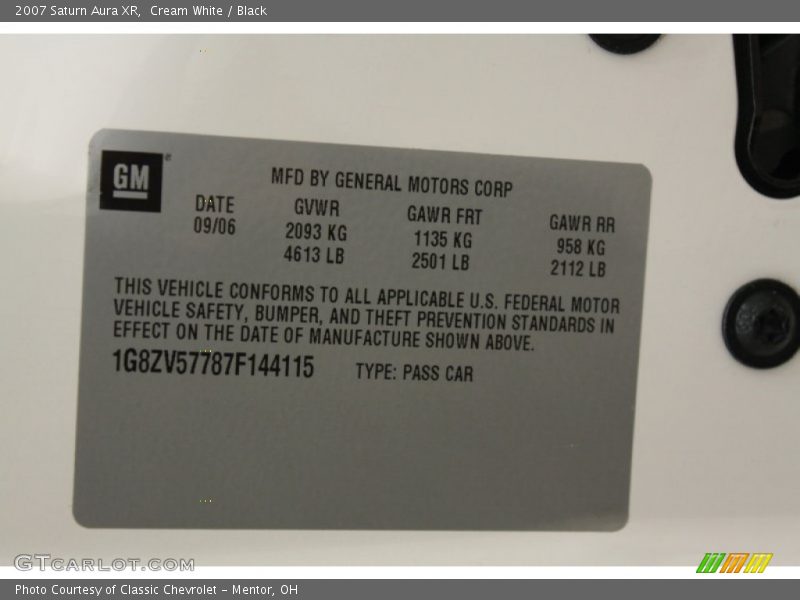 2007 Saturn Aura XR,  Cream White / Black
GM
MFD BY GENERAL MOTORS CORP
DATE GVWR GAWR FRT GAWR RR
09/06 2093 KG 1135 KG 958 KG
4613 LB 2501 LB 2112 LB
THIS VEHICLE CONFORMS TO ALL APPLICABLE U.S. FEDERAL MOTOR
VEHICLE SAFETY, BUMPER, AND THEFT PREVENTION STANDARDS IN
EFFECT ON THE DATE OF MANUFACTURE SHOWN ABOVE.
1G8ZV57787F144115 TYPE: PASS CAR
GTCARLOT.COM
Photo Courtesy of Classic Chevrolet - Mentor, OH